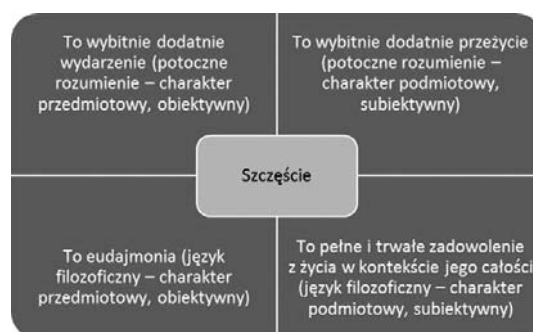 To wybitnie dodatnie
wydarzenie (potoczne
rozumienie – charakter
przedmiotowy, obiektywny)
To wybitnie dodatnie przeżycie
(potoczne rozumienie –
charakter podmiotowy,
subiektywny)
Szczęście
To eudajmonia (język
filozoficzny – charakter
przedmiotowy, obiektywny)
To pełne i trwałe zadowolenie
z życia w kontekście jego całości
(język filozoficzny – charakter
podmiotowy, subiektywny)